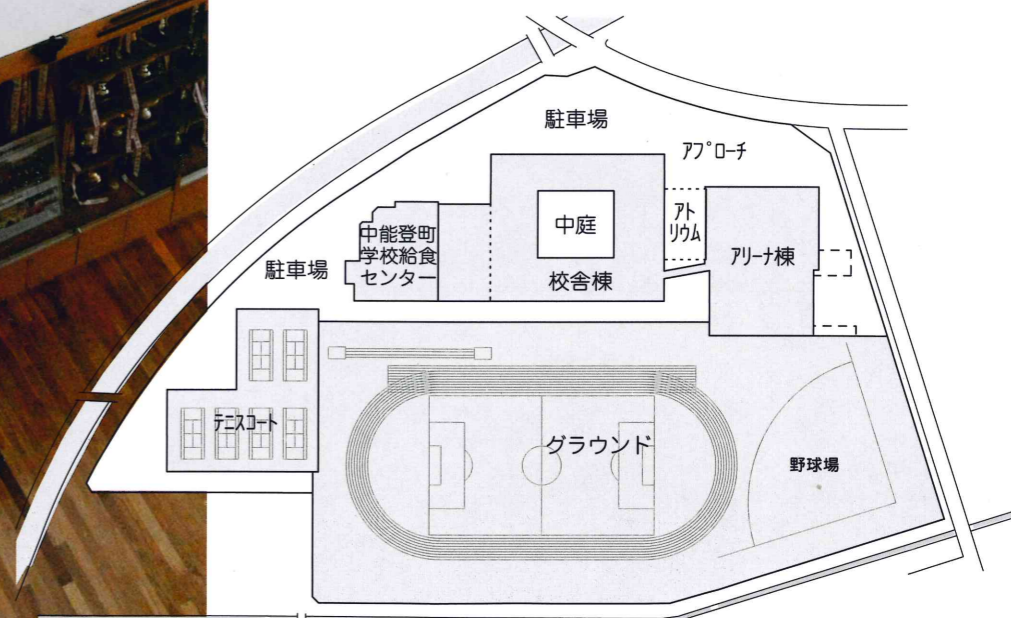 駐車場
アプローチ
中庭
アト
リウム
中能登町
学校給食
センター
駐車場
校舎棟
アリーナ棟
テニスコート
グラウンド
野球場